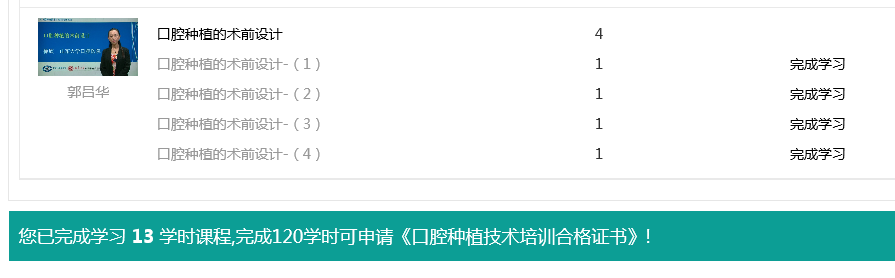 口腔种植的术前设计 4
口腔种植的术前设计-（1） 1 完成学习
口腔种植的术前设计-（2） 1 完成学习
郭吕华
口腔种植的术前设计-（3） 1 完成学习
口腔种植的术前设计-（4） 1 完成学习
您已完成学习 13 学时课程,完成120学时可申请《口腔种植技术培训合格证书》!